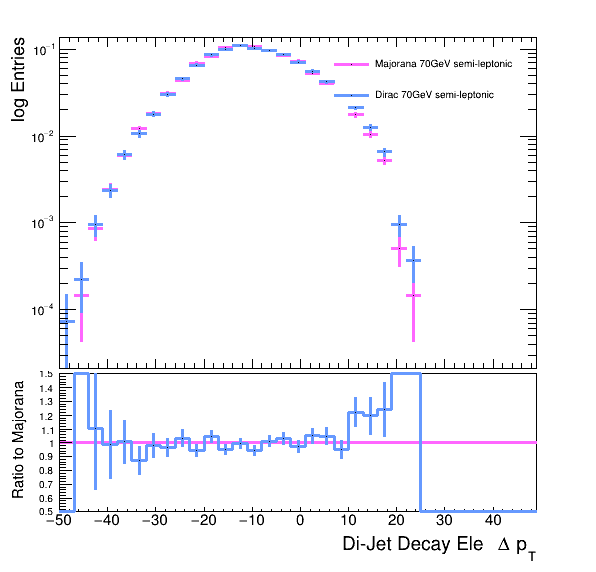 log Entries
10⁻¹
10⁻²
10⁻³
10⁻⁴
Majorana 70GeV semi-leptonic
Dirac 70GeV semi-leptonic
Ratio to Majorana
1.5
1.4
1.3
1.2
1.1
1
0.9
0.8
0.7
0.6
0.5
−50 −40 −30 −20 −10 0 10 20 30 40
Di-Jet Decay Ele Δ p_T